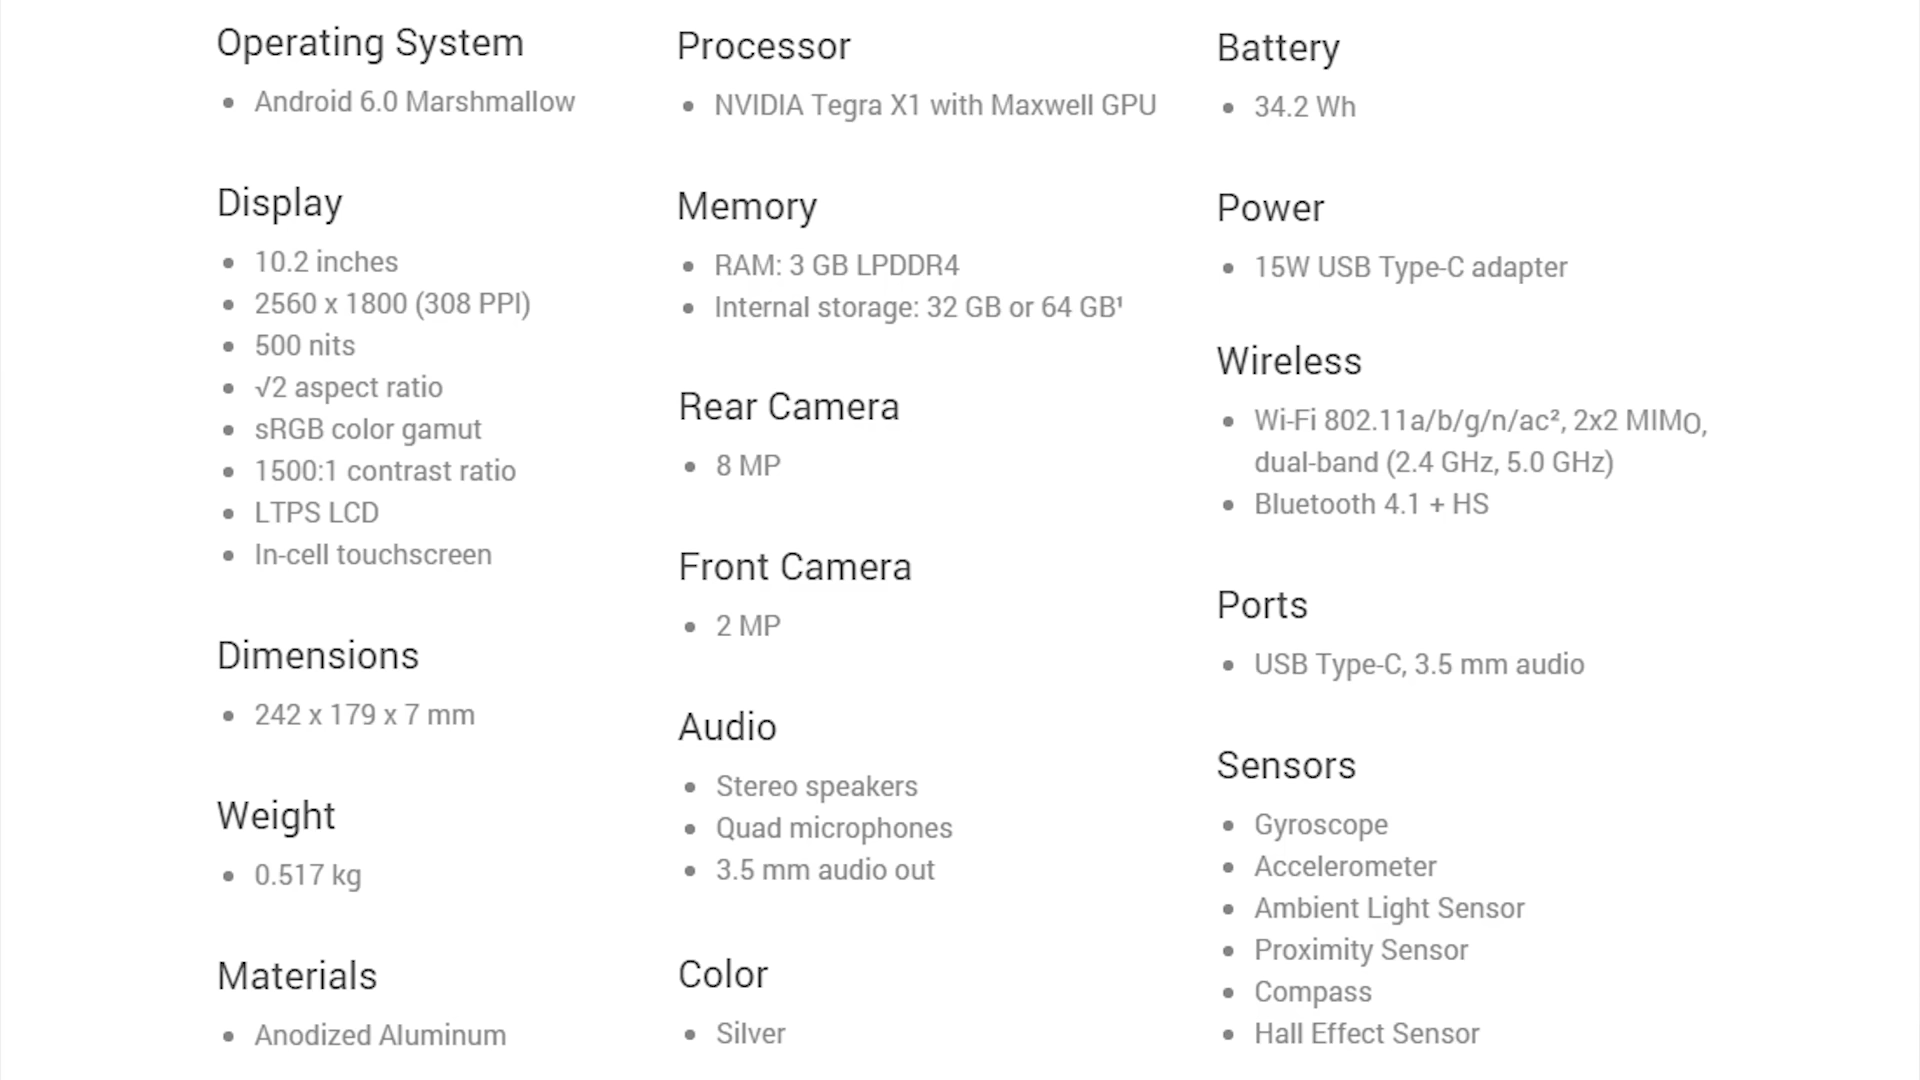 Operating System
• Android 6.0 Marshmallow
Display
• 10.2 inches
• 2560 x 1800 (308 PPI)
• 500 nits
• √2 aspect ratio
• sRGB color gamut
• 1500:1 contrast ratio
• LTPS LCD
• In-cell touchscreen
Dimensions
• 242 x 179 x 7 mm
Weight
• 0.517 kg
Materials
• Anodized Aluminum
Processor
• NVIDIA Tegra X1 with Maxwell GPU
Memory
• RAM: 3 GB LPDDR4
• Internal storage: 32 GB or 64 GB¹
Rear Camera
• 8 MP
Front Camera
• 2 MP
Audio
• Stereo speakers
• Quad microphones
• 3.5 mm audio out
Color
• Silver
Battery
• 34.2 Wh
Power
• 15W USB Type-C adapter
Wireless
• Wi-Fi 802.11a/b/g/n/ac², 2x2 MIMO,
dual-band (2.4 GHz, 5.0 GHz)
• Bluetooth 4.1 + HS
Ports
• USB Type-C, 3.5 mm audio
Sensors
• Gyroscope
• Accelerometer
• Ambient Light Sensor
• Proximity Sensor
• Compass
• Hall Effect Sensor